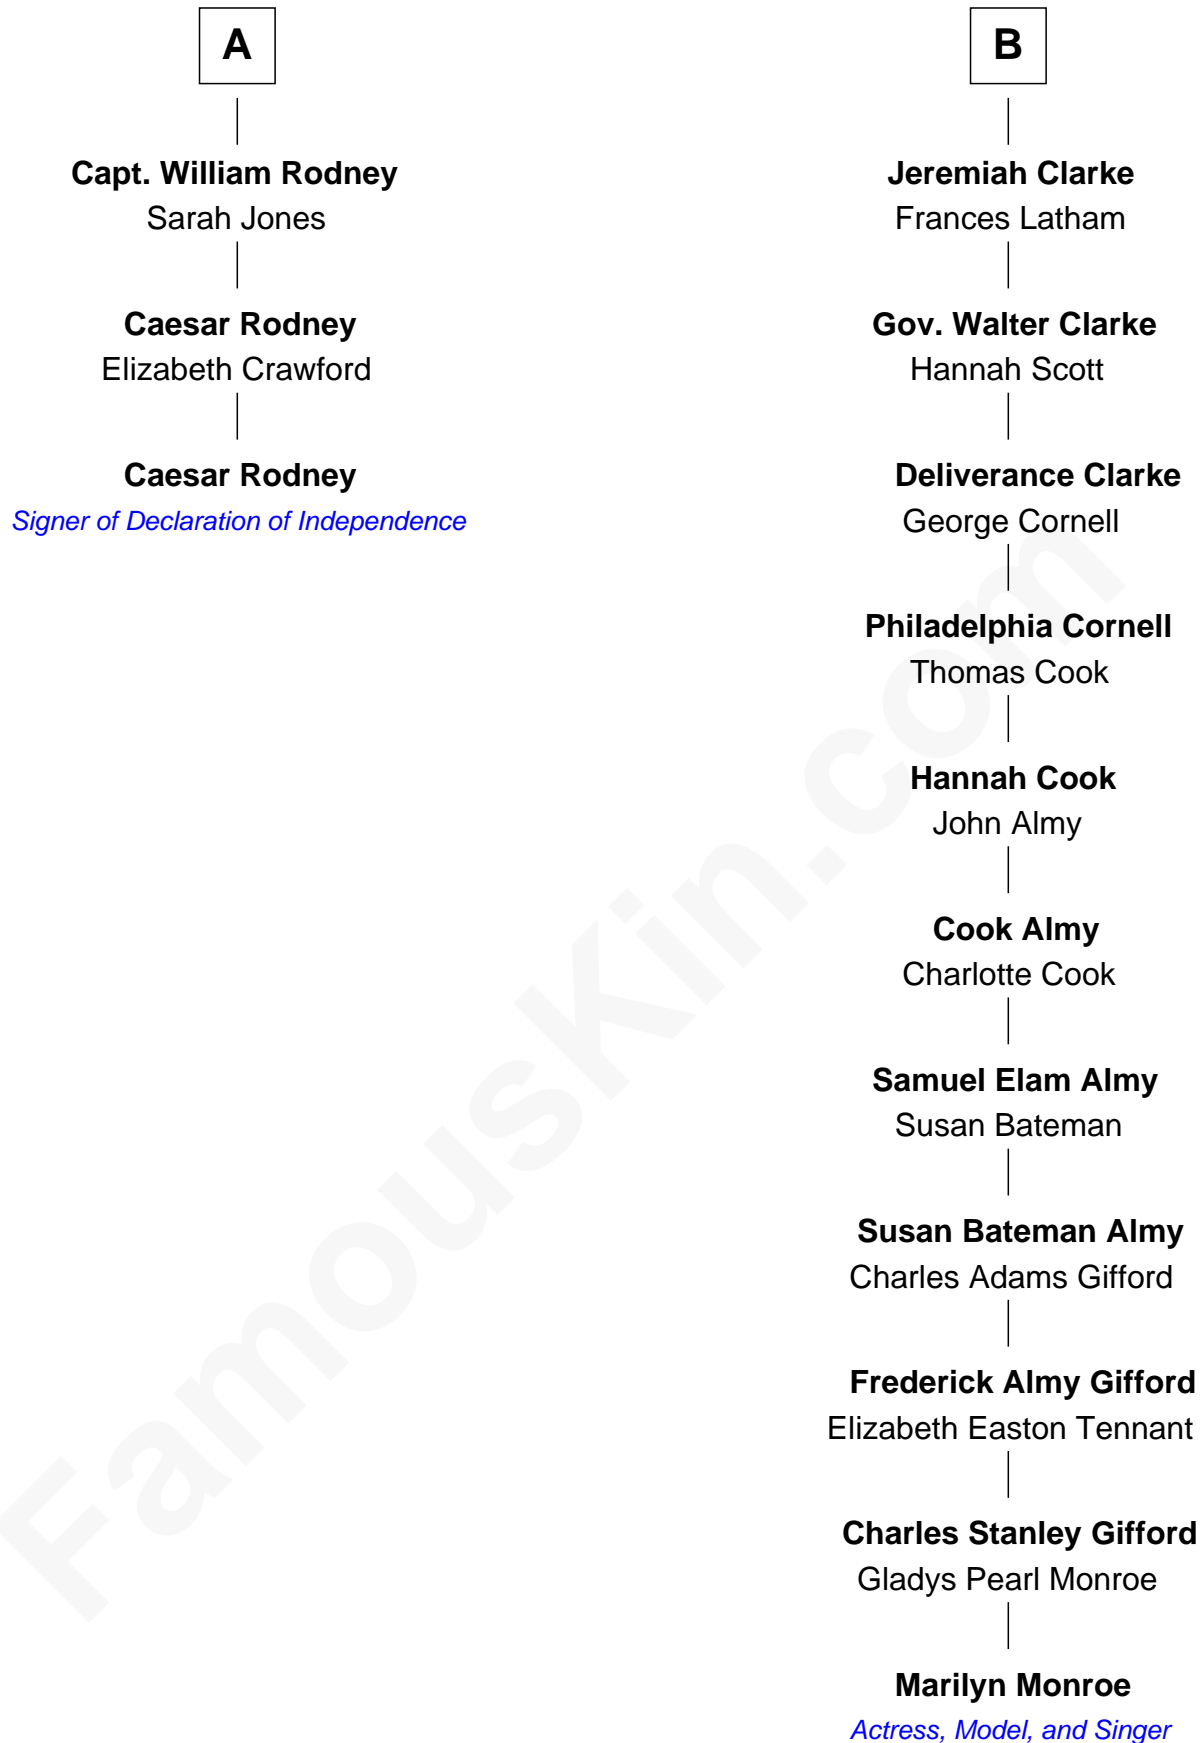 A
Capt. William Rodney
Sarah Jones
Caesar Rodney
Elizabeth Crawford
Caesar Rodney
Signer of Declaration of Independence
B
Jeremiah Clarke
Frances Latham
Gov. Walter Clarke
Hannah Scott
Deliverance Clarke
George Cornell
Philadelphia Cornell
Thomas Cook
Hannah Cook
John Almy
Cook Almy
Charlotte Cook
Samuel Elam Almy
Susan Bateman
Susan Bateman Almy
Charles Adams Gifford
Frederick Almy Gifford
Elizabeth Easton Tennant
Charles Stanley Gifford
Gladys Pearl Monroe
Marilyn Monroe
Actress, Model, and Singer
FamousKin.com